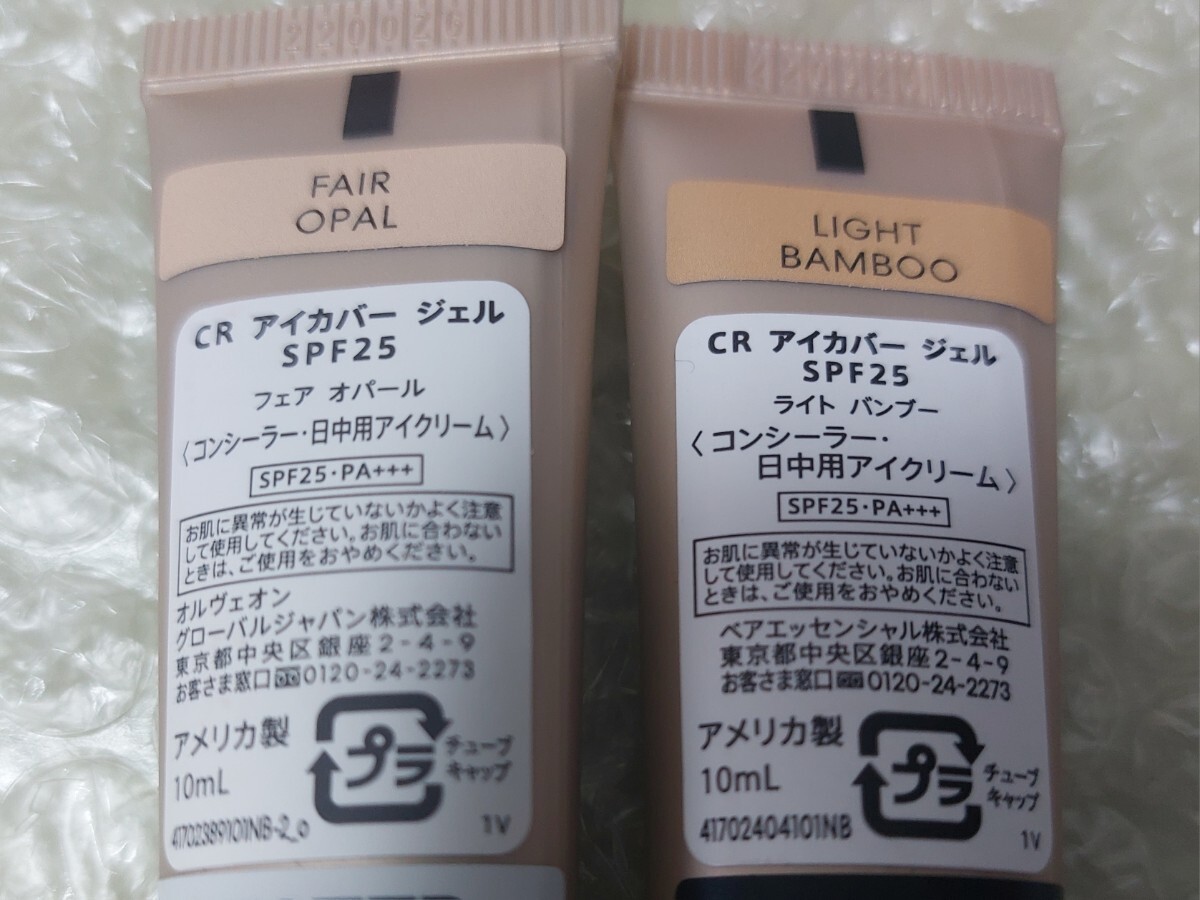 FAIR
OPAL
CR アイカバー ジェル
SPF25
フェア オパール
〈コンシーラー・日中用アイクリーム〉
SPF25・PA+++
お肌に異常が生じていないかよく注意
して使用してください。お肌に合わない
ときは、ご使用をおやめください。
オルヴェオン
グローバルジャパン株式会社
東京都中央区銀座2-4-9
お客さま窓口 0120-24-2273
アメリカ製
10mL
プラ
チューブ
キャップ
41702389101NB-2_o
1V
LIGHT
BAMBOO
CR アイカバー ジェル
SPF25
ライト バンブー
〈コンシーラー・
日中用アイクリーム〉
SPF25・PA+++
お肌に異常が生じていないかよく注意
して使用してください。お肌に合わない
ときは、ご使用をおやめください。
ベアエッセンシャル株式会社
東京都中央区銀座2-4-9
お客さま窓口 0120-24-2273
アメリカ製
10mL
プラ
チューブ
キャップ
41702404101NB
1V